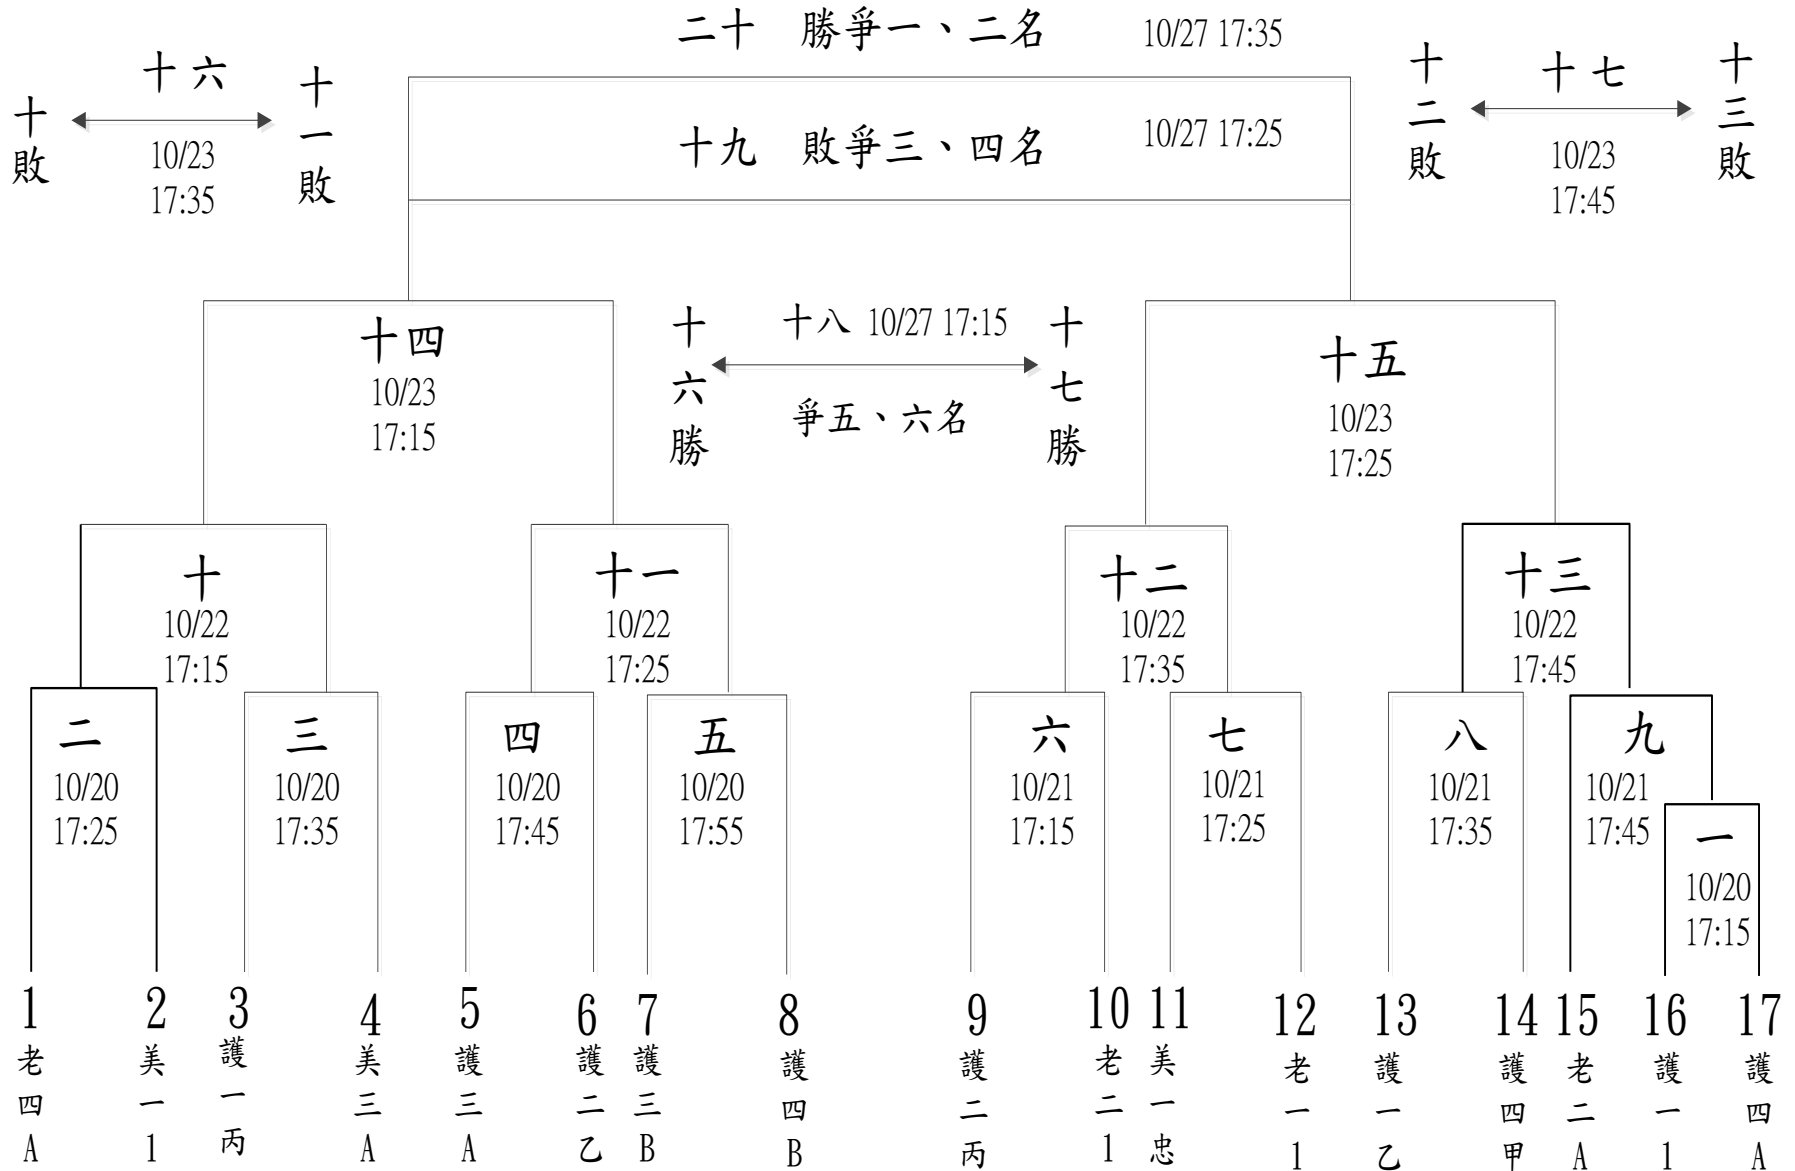 二十 勝爭一、二名 10/27 17:35
十九 敗爭三、四名 10/27 17:25
十敗
十六
10/23
17:35
十一敗
十二敗
十七
10/23
17:45
十三敗
十四
10/23
17:15
十六勝
十八 10/27 17:15
爭五、六名
十七勝
十五
10/23
17:25
十
10/22
17:15
十一
10/22
17:25
十二
10/22
17:35
十三
10/22
17:45
二
10/20
17:25
三
10/20
17:35
四
10/20
17:45
五
10/20
17:55
六
10/21
17:15
七
10/21
17:25
八
10/21
17:35
九
10/21
17:45
一
10/20
17:15
1
老四A
2
美一1
3
護一丙
4
美三A
5
護三A
6
護二乙
7
護三B
8
護四B
9
護二丙
10
老二1
11
美一忠
12
老一1
13
護一乙
14
護四甲
15
老二A
16
護一1
17
護四A